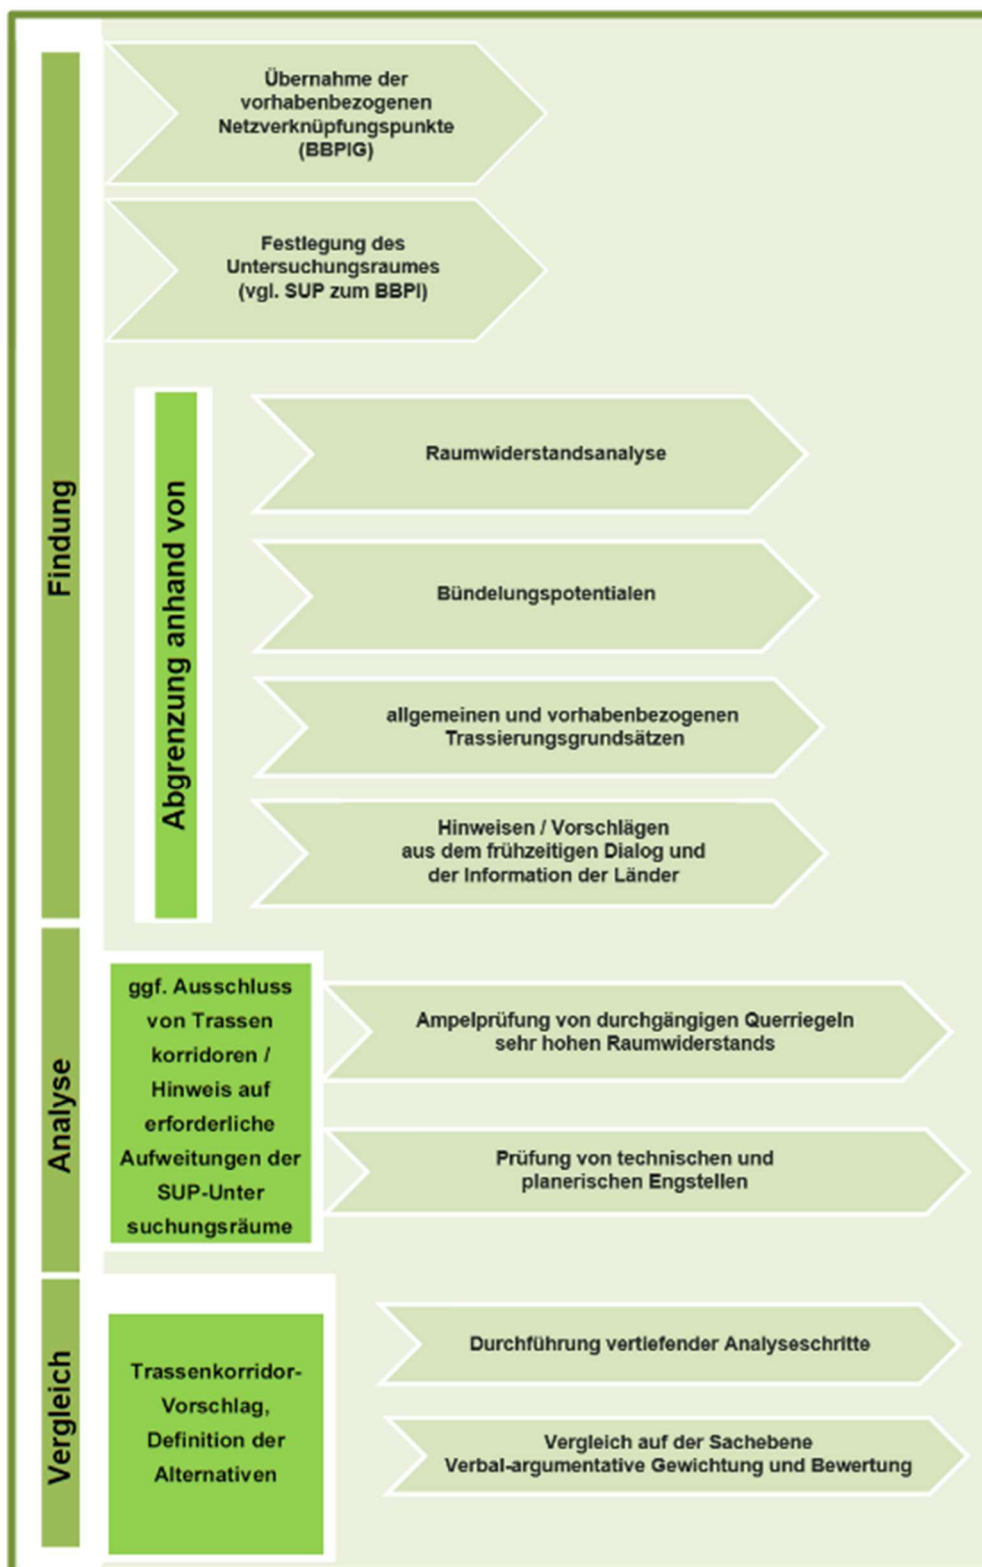 Findung
Übernahme der
vorhabenbezogenen
Netzverknüpfungspunkte
(BBPlG)
Festlegung des
Untersuchungsraumes
(vgl. SUP zum BBPl)
Abgrenzung anhand von
Raumwiderstandsanalyse
Bündelungspotentialen
allgemeinen und vorhabenbezogenen
Trassierungsgrundsätzen
Hinweisen / Vorschlägen
aus dem frühzeitigen Dialog und
der Information der Länder
Analyse
ggf. Ausschluss
von Trassen
korridoren /
Hinweis auf
erforderliche
Aufweitungen der
SUP-Unter
suchungsräume
Ampelprüfung von durchgängigen Querriegeln
sehr hohen Raumwiderstands
Prüfung von technischen und
planerischen Engstellen
Vergleich
Trassenkorridor-
Vorschlag,
Definition der
Alternativen
Durchführung vertiefender Analyseschritte
Vergleich auf der Sachebene
Verbal-argumentative Gewichtung und Bewertung